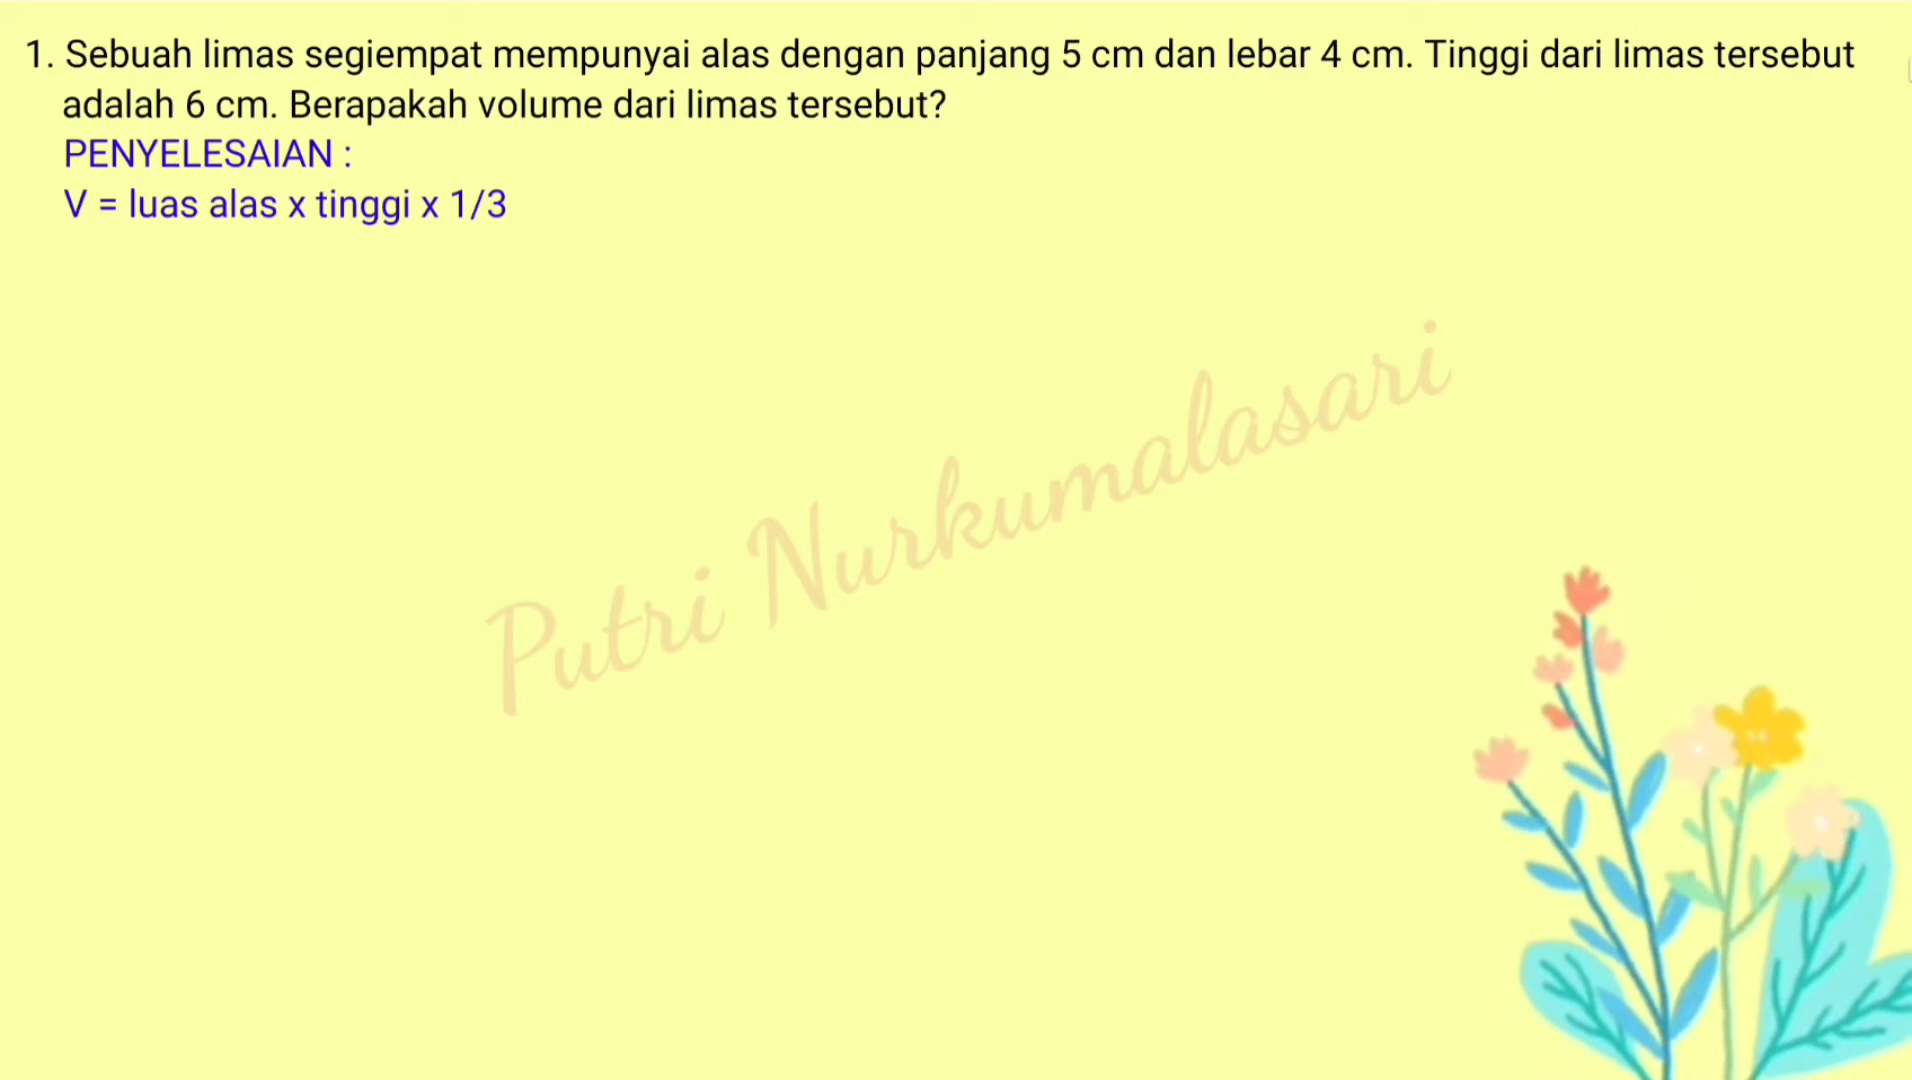 1. Sebuah limas segiempat mempunyai alas dengan panjang 5 cm dan lebar 4 cm. Tinggi dari limas tersebut
adalah 6 cm. Berapakah volume dari limas tersebut?
PENYELESAIAN :
V = luas alas x tinggi x 1/3
Putri Nurkumalasari